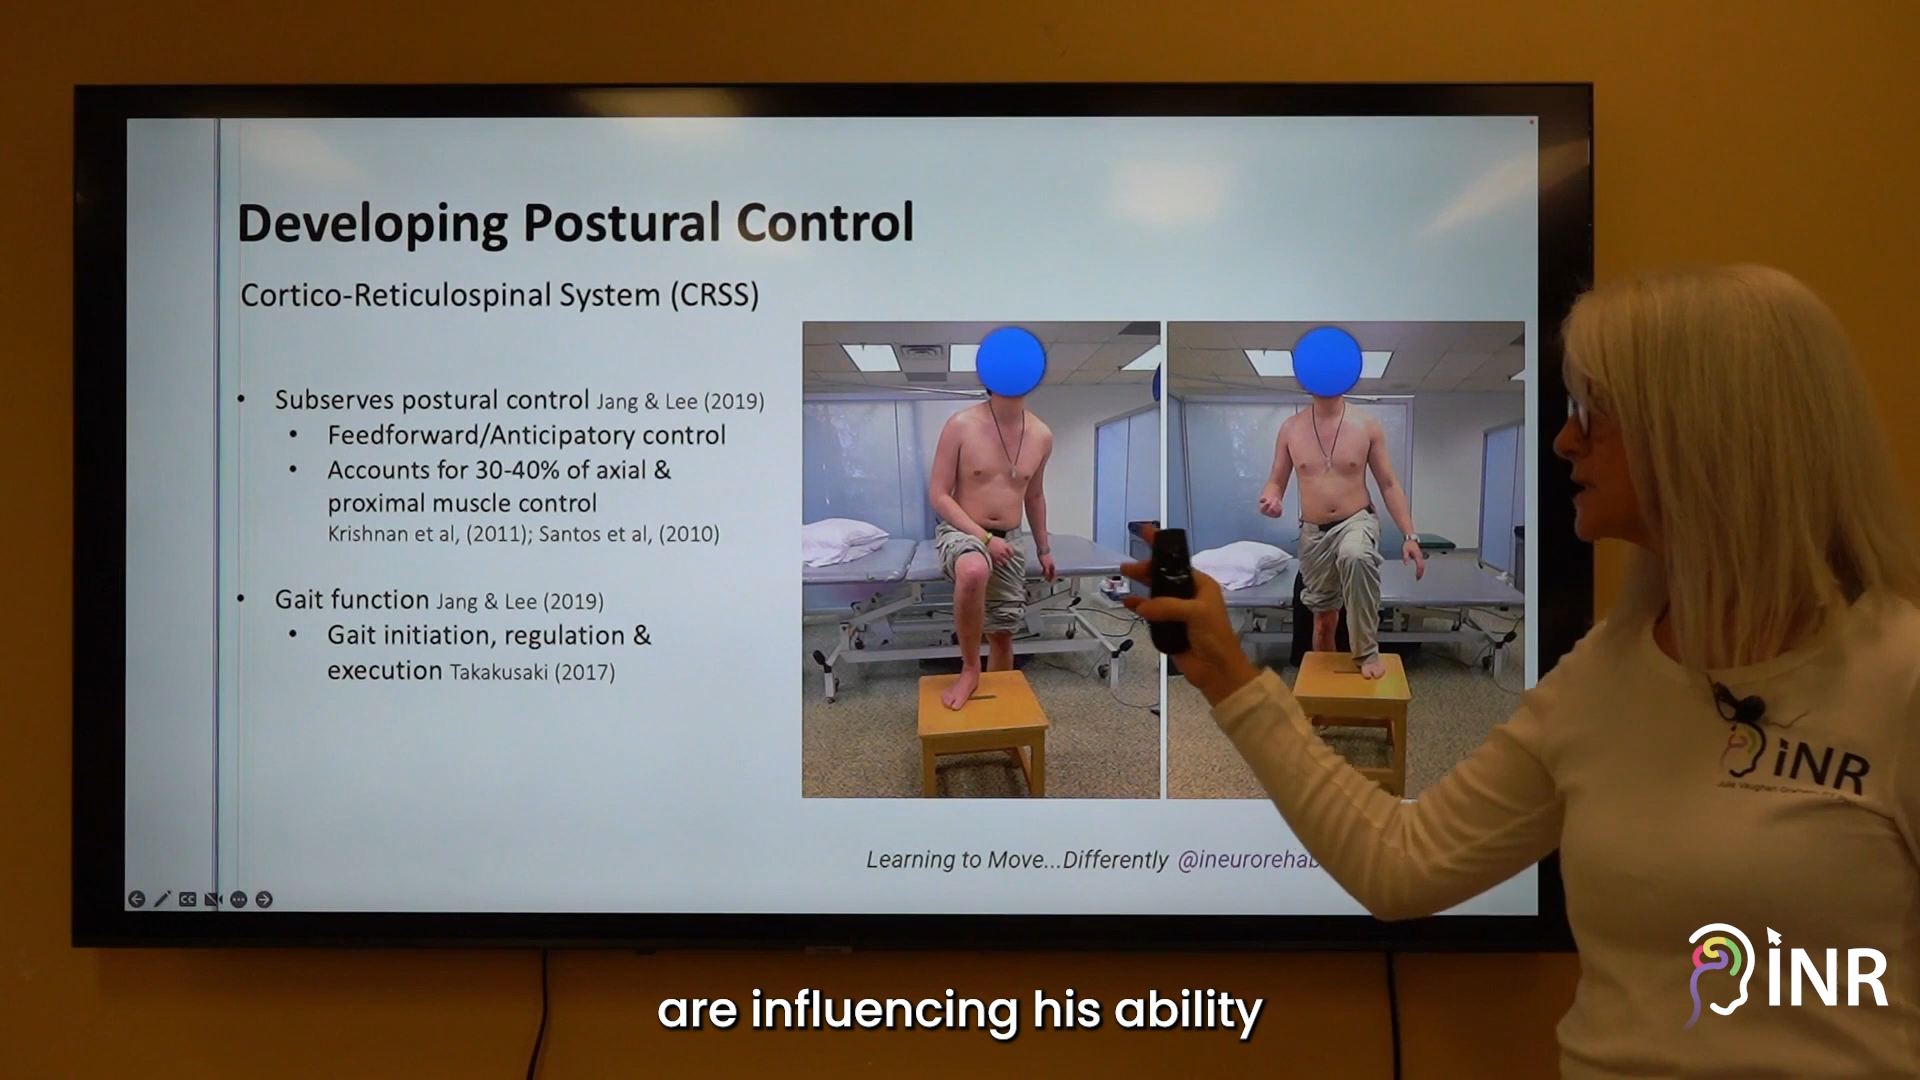 Developing Postural Control
Cortico-Reticulospinal System (CRSS)
• Subserves postural control Jang & Lee (2019)
• Feedforward/Anticipatory control
• Accounts for 30-40% of axial &
proximal muscle control
Krishnan et al, (2011); Santos et al, (2010)
• Gait function Jang & Lee (2019)
• Gait initiation, regulation &
execution Takakusaki (2017)
Learning to Move...Differently @ineurorehab
CC
iNR
are influencing his ability
iNR